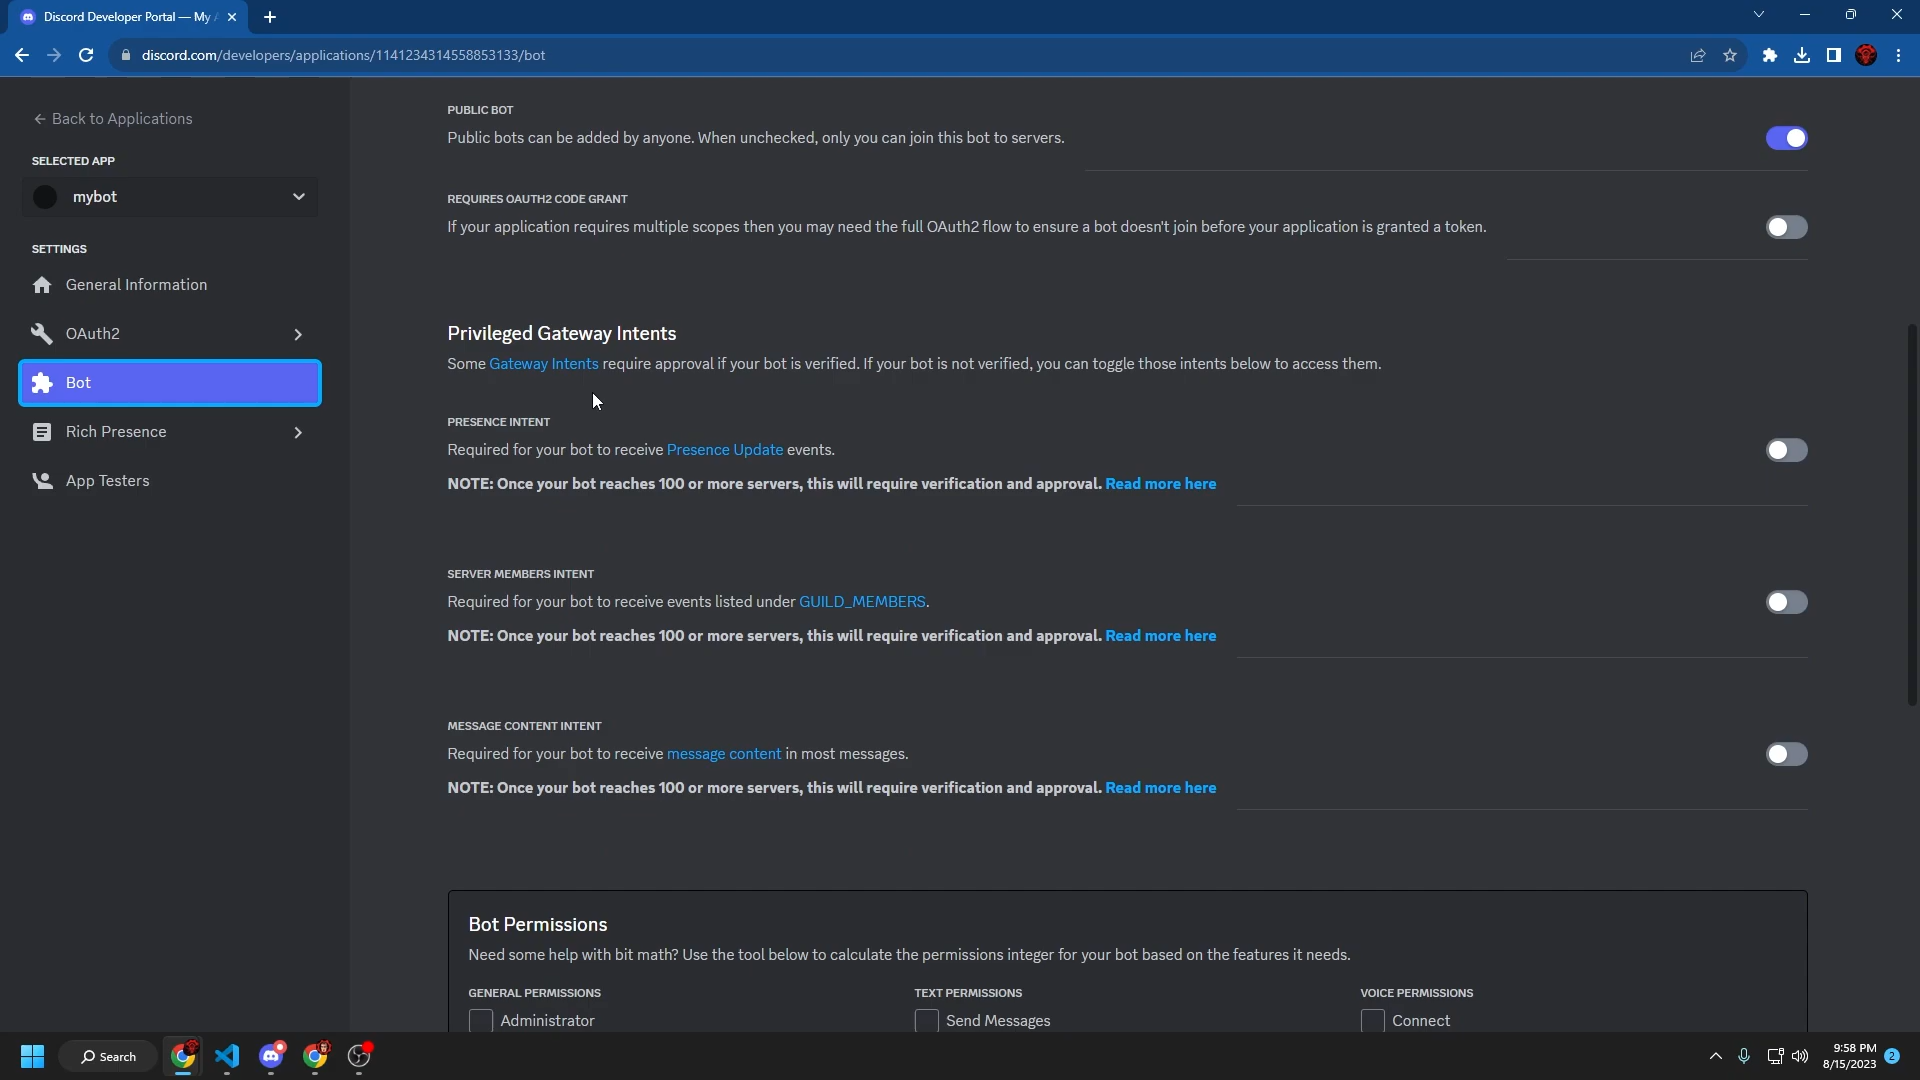 Discord Developer Portal — My A
discord.com/developers/applications/1141234314558853133/bot
Back to Applications
SELECTED APP
mybot
SETTINGS
General Information
OAuth2
Bot
Rich Presence
App Testers
PUBLIC BOT
Public bots can be added by anyone. When unchecked, only you can join this bot to servers.
REQUIRES OAUTH2 CODE GRANT
If your application requires multiple scopes then you may need the full OAuth2 flow to ensure a bot doesn't join before your application is granted a token.
Privileged Gateway Intents
Some Gateway Intents require approval if your bot is verified. If your bot is not verified, you can toggle those intents below to access them.
PRESENCE INTENT
Required for your bot to receive Presence Update events.
NOTE: Once your bot reaches 100 or more servers, this will require verification and approval. Read more here
SERVER MEMBERS INTENT
Required for your bot to receive events listed under GUILD_MEMBERS.
NOTE: Once your bot reaches 100 or more servers, this will require verification and approval. Read more here
MESSAGE CONTENT INTENT
Required for your bot to receive message content in most messages.
NOTE: Once your bot reaches 100 or more servers, this will require verification and approval. Read more here
Bot Permissions
Need some help with bit math? Use the tool below to calculate the permissions integer for your bot based on the features it needs.
GENERAL PERMISSIONS
Administrator
TEXT PERMISSIONS
Send Messages
VOICE PERMISSIONS
Connect
Search
9:58 PM
8/15/2023
2